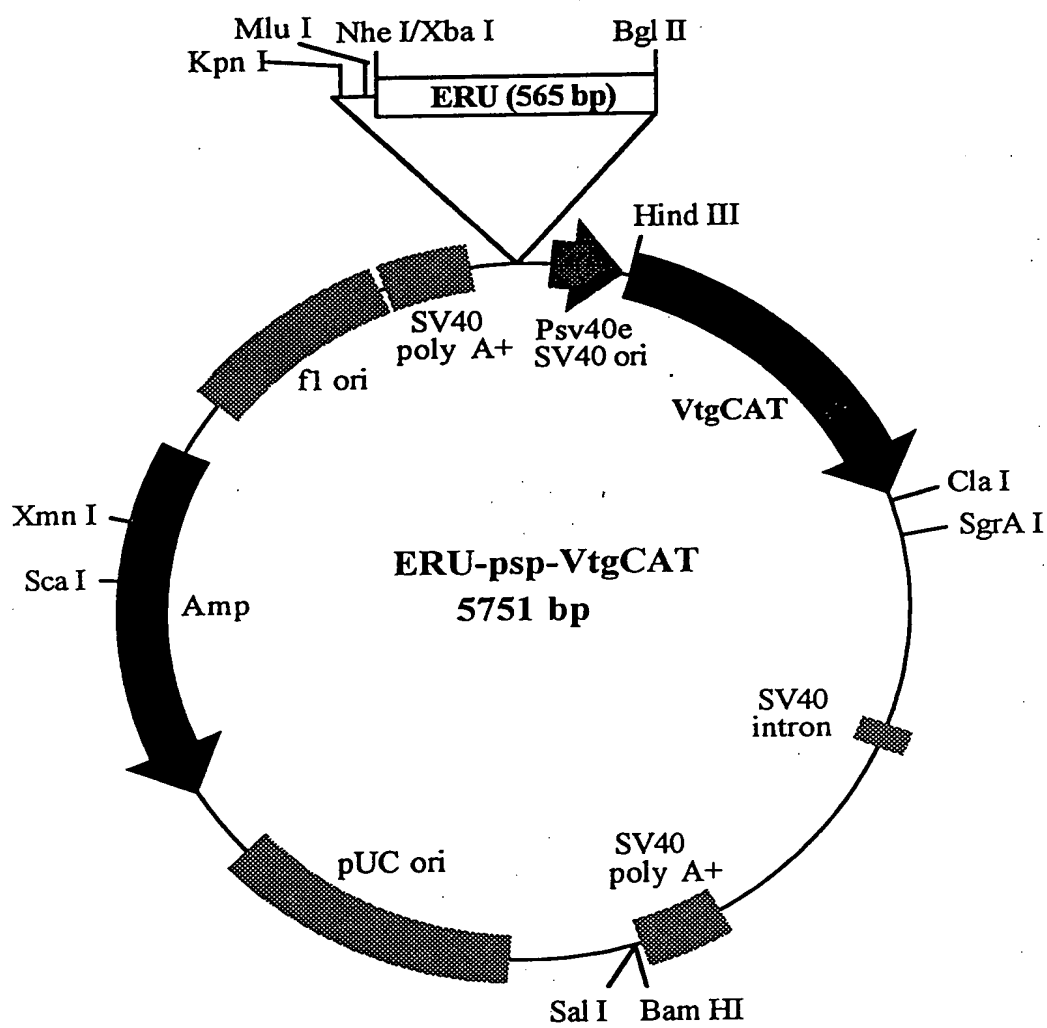 Mlu I
Nhe I/Xba I
Bgl II
Kpn I
ERU (565 bp)
Hind III
SV40
poly A+
Psv40e
SV40 ori
f1 ori
VtgCAT
Cla I
SgrA I
Xmn I
Sca I
Amp
ERU-psp-VtgCAT
5751 bp
SV40
intron
SV40
poly A+
pUC ori
Sal I
Bam HI